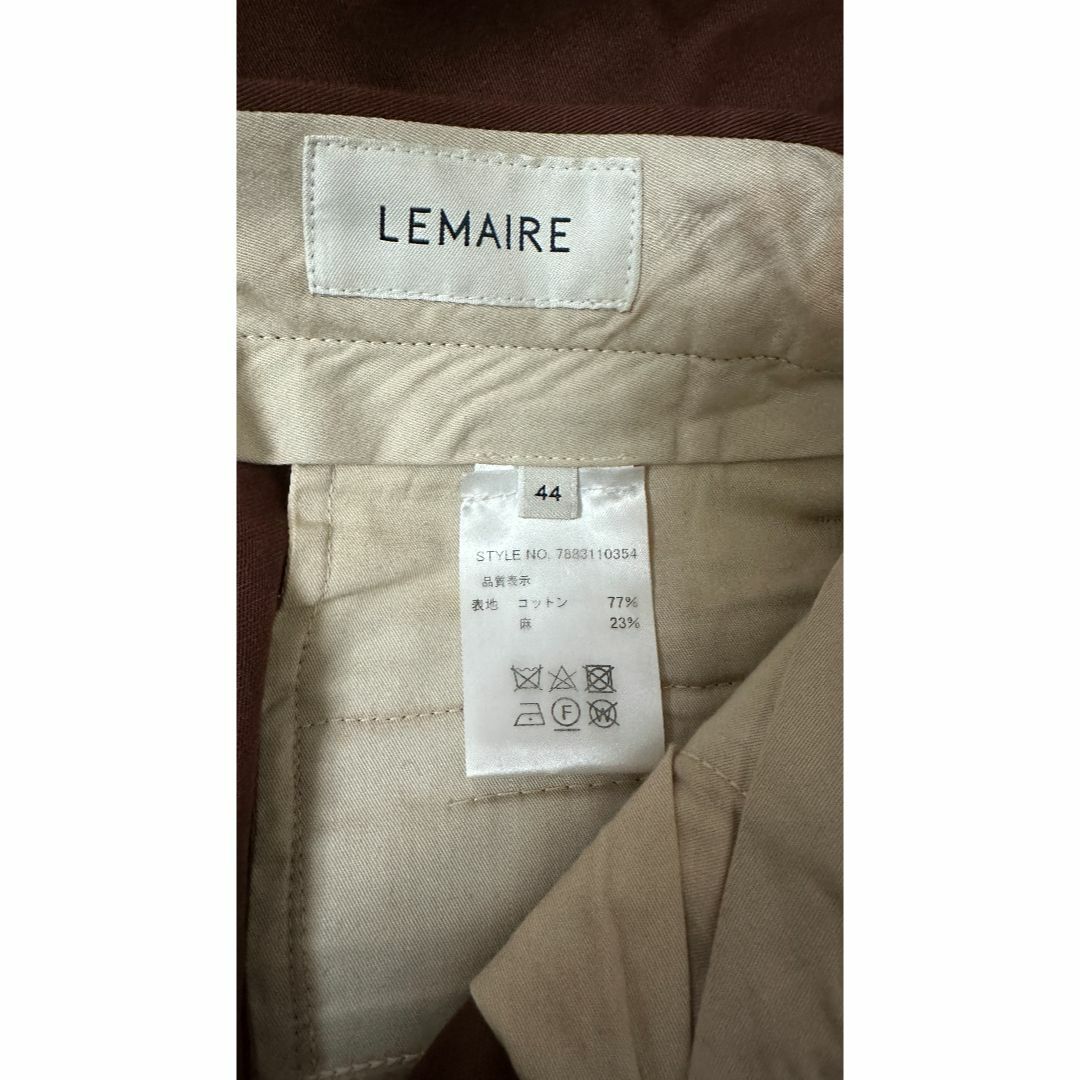 LEMAIRE
44
STYLE NO. 7883110354
品質表示
表地 コットン 77%
麻 23%
F W